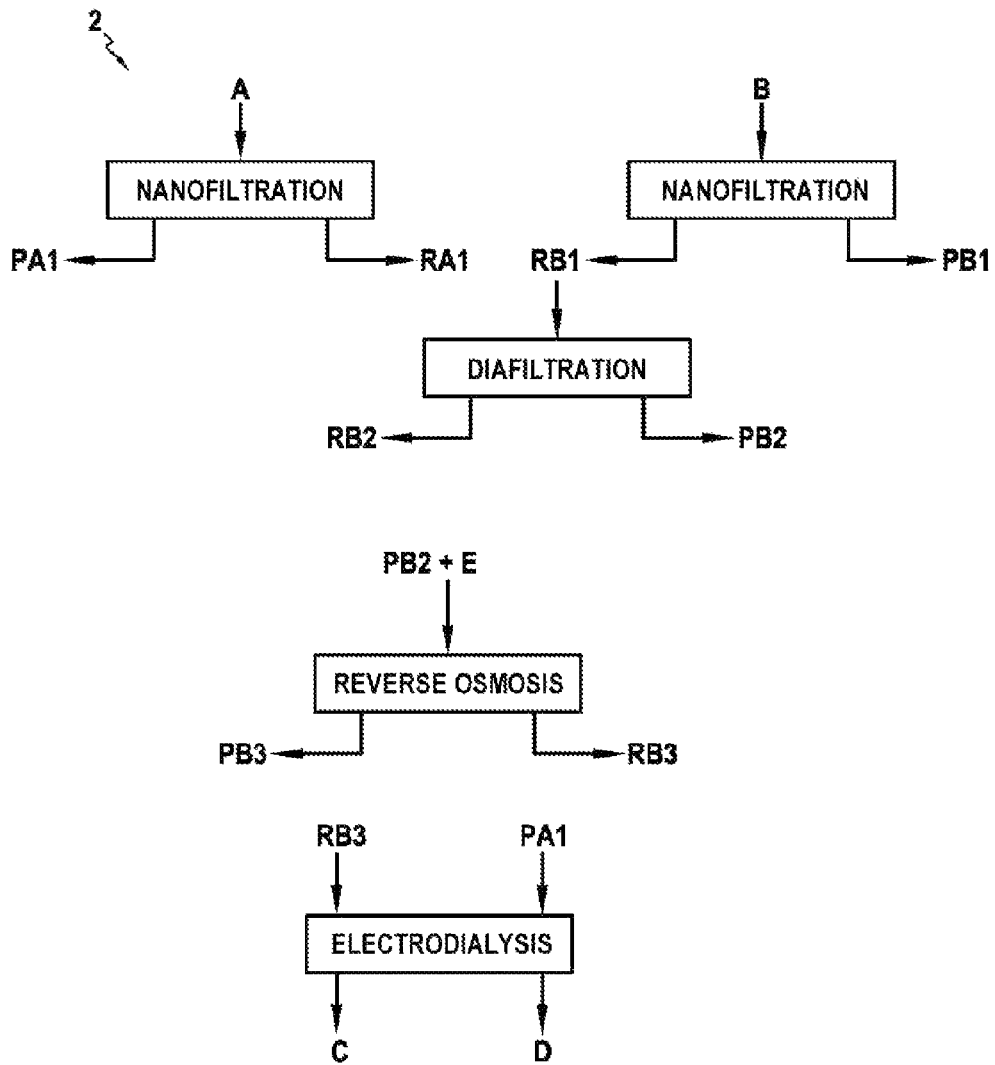 2
A B
NANOFILTRATION NANOFILTRATION
PA1 RA1 RB1 PB1
DIAFILTRATION
RB2 PB2
PB2 + E
REVERSE OSMOSIS
PB3 RB3
RB3 PA1
ELECTRODIALYSIS
C D